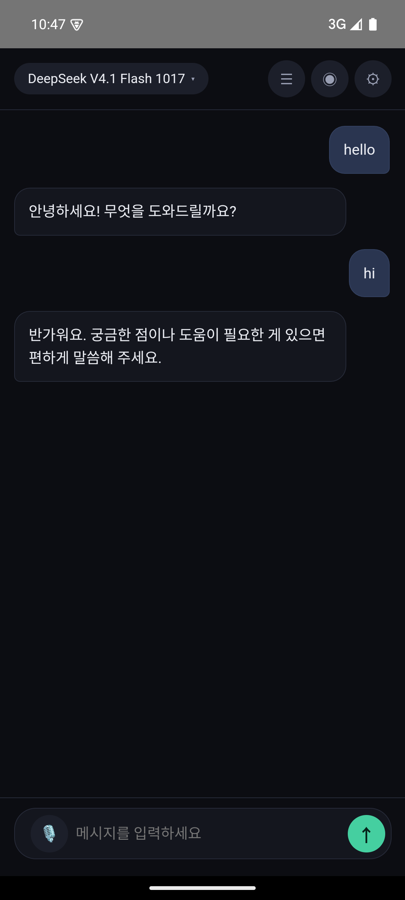 10:47
3G
DeepSeek V4.1 Flash 1017
hello
안녕하세요! 무엇을 도와드릴까요?
hi
반가워요. 궁금한 점이나 도움이 필요한 게 있으면
편하게 말씀해 주세요.
메시지를 입력하세요